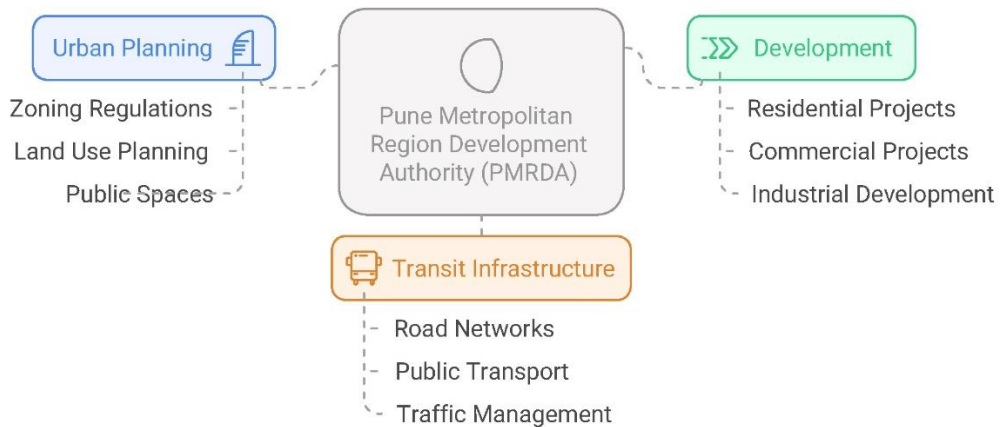 Urban Planning
Zoning Regulations
Land Use Planning
Public Spaces
Pune Metropolitan
Region Development
Authority (PMRDA)
Development
Residential Projects
Commercial Projects
Industrial Development
Transit Infrastructure
Road Networks
Public Transport
Traffic Management